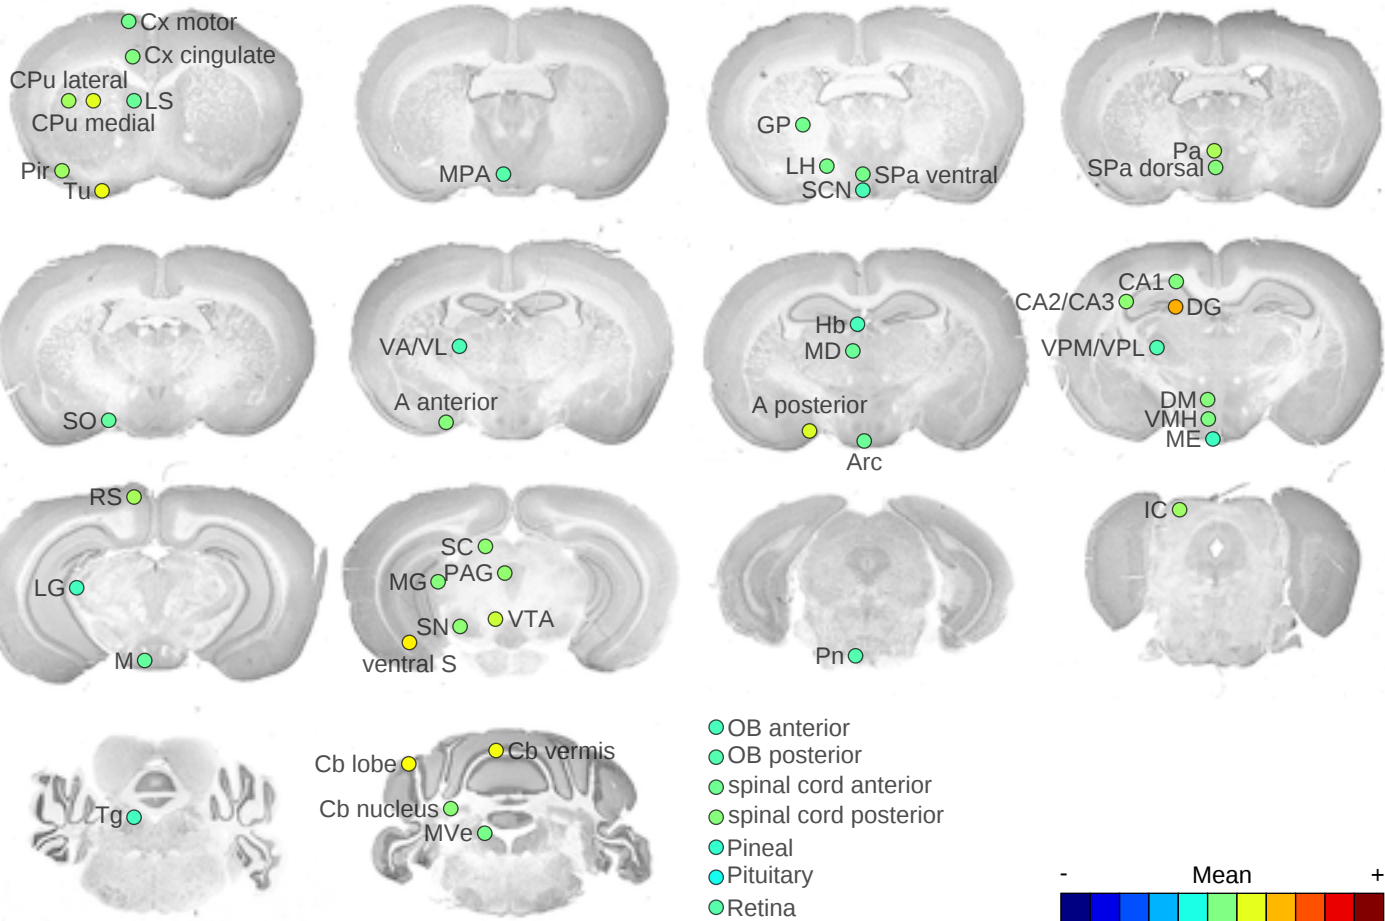 Cx motor
Cx cingulate
CPu lateral
LS
CPu medial
Pir
Tu
MPA
GP
LH
SPa ventral
SCN
Pa
SPa dorsal
SO
VA/VL
A anterior
Hb
MD
A posterior
Arc
CA1
CA2/CA3
DG
VPM/VPL
DM
VMH
ME
RS
LG
M
SC
MG
PAG
SN
VTA
ventral S
Pn
IC
Tg
Cb lobe
Cb vermis
Cb nucleus
MVe
OB anterior
OB posterior
spinal cord anterior
spinal cord posterior
Pineal
Pituitary
Retina
- Mean +